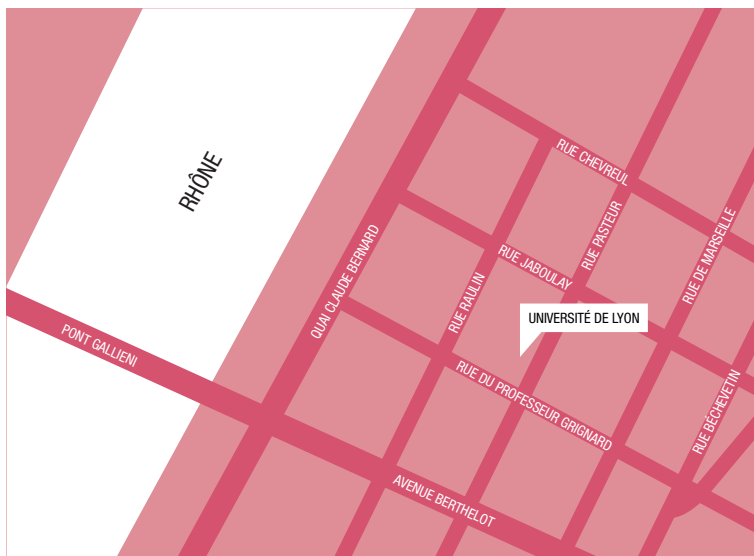 RHÔNE
RUE CHEVREUL
RUE PASTEUR
RUE DE MARSEILLE
QUAI CLAUDE BERNARD
RUE JABOULAY
RUE RAULIN
UNIVERSITÉ DE LYON
PONT GALLIENI
RUE DU PROFESSEUR GRIGNARD
RUE BÉCHEVETIN
AVENUE BERTHELOT